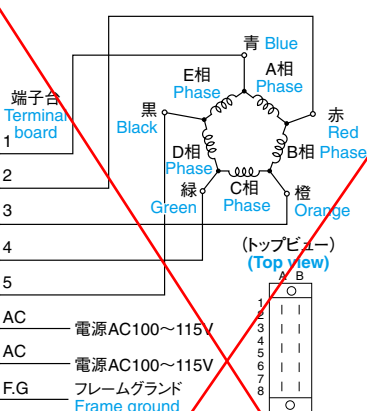 青 Blue
E相
Phase
A相
Phase
端子台
Terminal
board
黒
Black
赤
Red
D相
Phase
B相 Phase
緑
Green
C相
Phase
橙
Orange
1
2
3
4
5
AC
電源AC100～115V
AC
電源AC100～115V
F.G
フレームグランド
Frame ground
(トップビュー)
(Top view)
A B
1
2
3
4
5
6
7
8